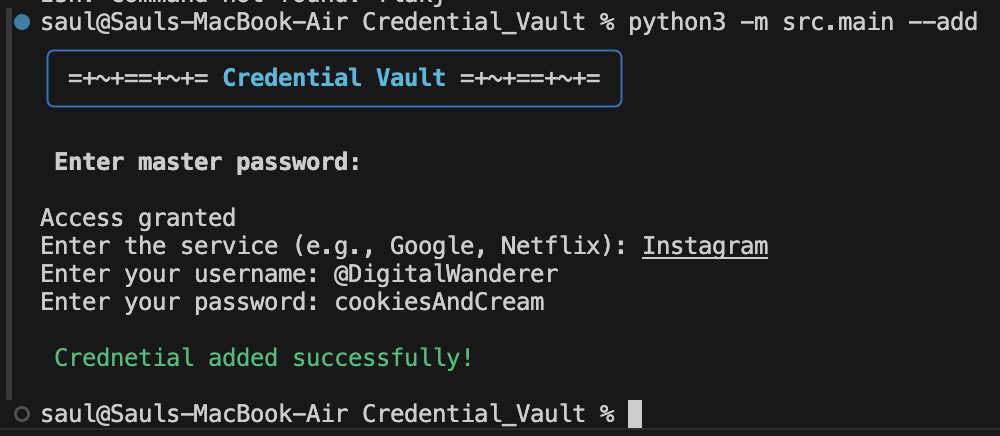 saul@Sauls-MacBook-Air Credential_Vault % python3 -m src.main --add
=+~+==+~+= Credential Vault =+~+==+~+=
Enter master password:
Access granted
Enter the service (e.g., Google, Netflix): Instagram
Enter your username: @DigitalWanderer
Enter your password: cookiesAndCream
Crednetial added successfully!
saul@Sauls-MacBook-Air Credential_Vault %